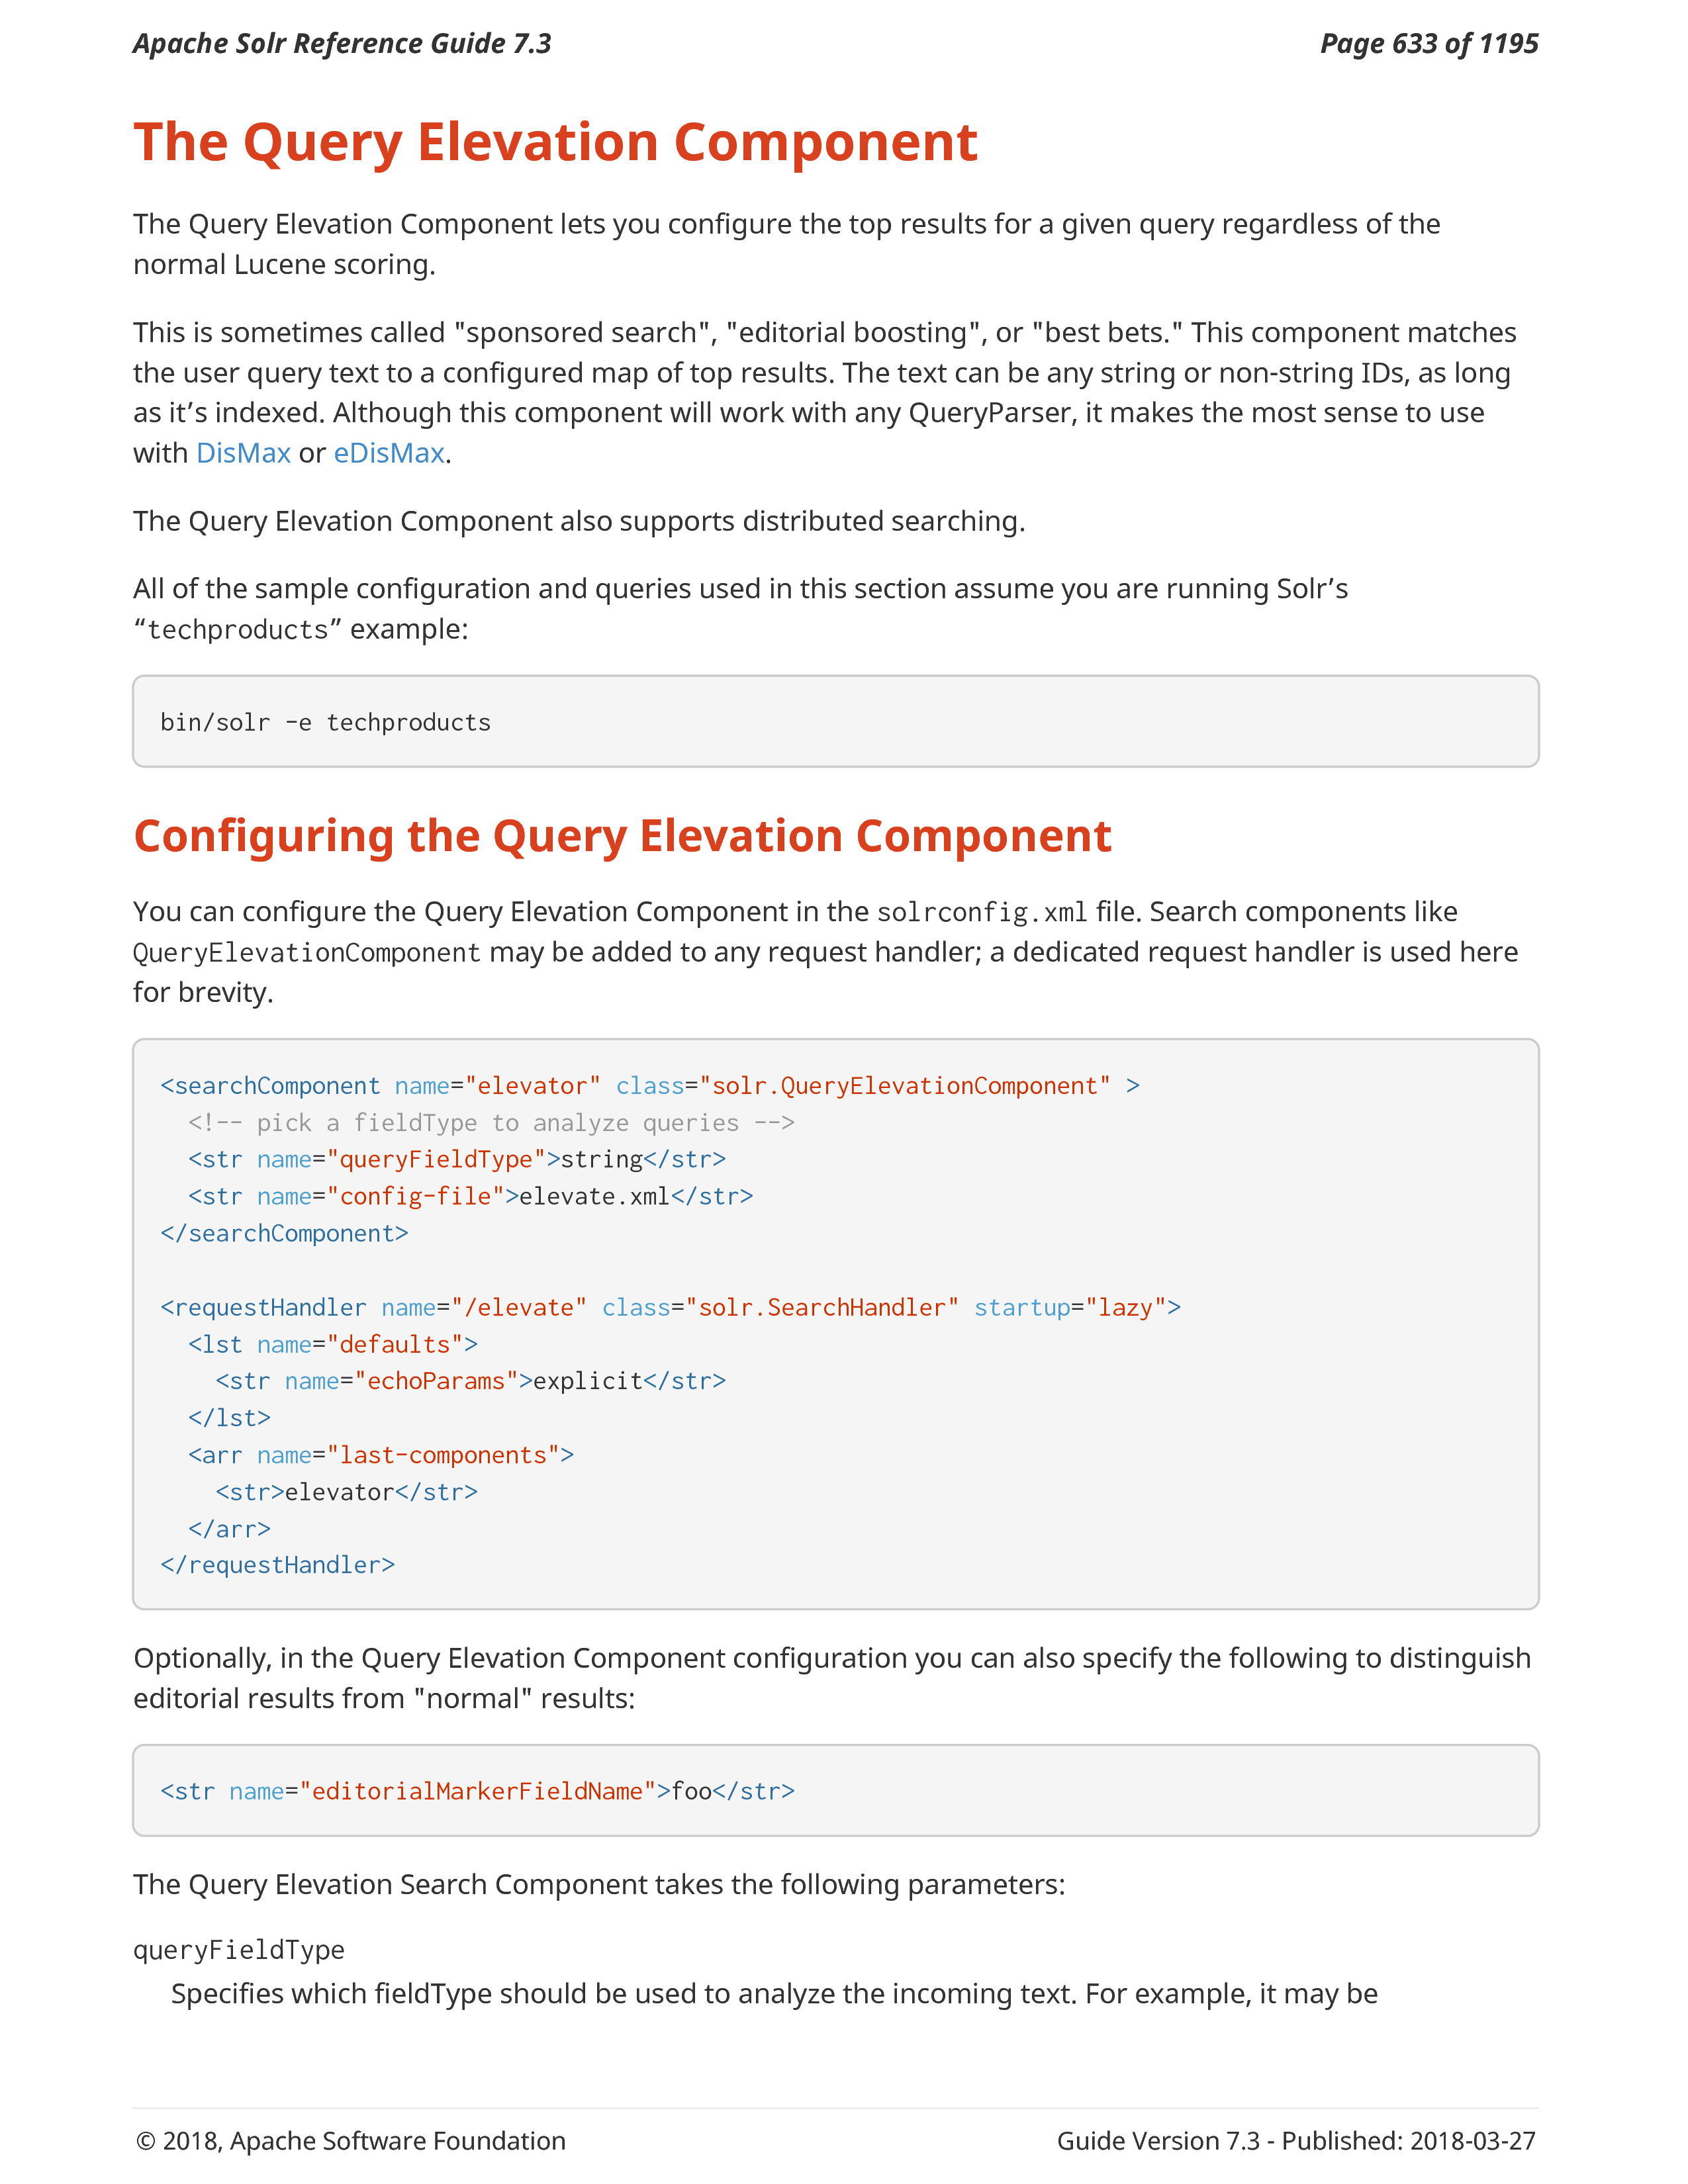 Apache Solr Reference Guide 7.3 Page 633 of 1195
The Query Elevation Component
The Query Elevation Component lets you configure the top results for a given query regardless of the
normal Lucene scoring.
This is sometimes called "sponsored search", "editorial boosting", or "best bets." This component matches
the user query text to a configured map of top results. The text can be any string or non-string IDs, as long
as it’s indexed. Although this component will work with any QueryParser, it makes the most sense to use
with DisMax or eDisMax.
The Query Elevation Component also supports distributed searching.
All of the sample configuration and queries used in this section assume you are running Solr’s
“techproducts” example:
bin/solr -e techproducts
Configuring the Query Elevation Component
You can configure the Query Elevation Component in the solrconfig.xml file. Search components like
QueryElevationComponent may be added to any request handler; a dedicated request handler is used here
for brevity.
<searchComponent name="elevator" class="solr.QueryElevationComponent" >
  <!-- pick a fieldType to analyze queries -->
  <str name="queryFieldType">string</str>
  <str name="config-file">elevate.xml</str>
</searchComponent>
<requestHandler name="/elevate" class="solr.SearchHandler" startup="lazy">
  <lst name="defaults">
    <str name="echoParams">explicit</str>
  </lst>
  <arr name="last-components">
    <str>elevator</str>
  </arr>
</requestHandler>
Optionally, in the Query Elevation Component configuration you can also specify the following to distinguish
editorial results from "normal" results:
<str name="editorialMarkerFieldName">foo</str>
The Query Elevation Search Component takes the following parameters:
queryFieldType
Specifies which fieldType should be used to analyze the incoming text. For example, it may be
© 2018, Apache Software Foundation Guide Version 7.3 - Published: 2018-03-27